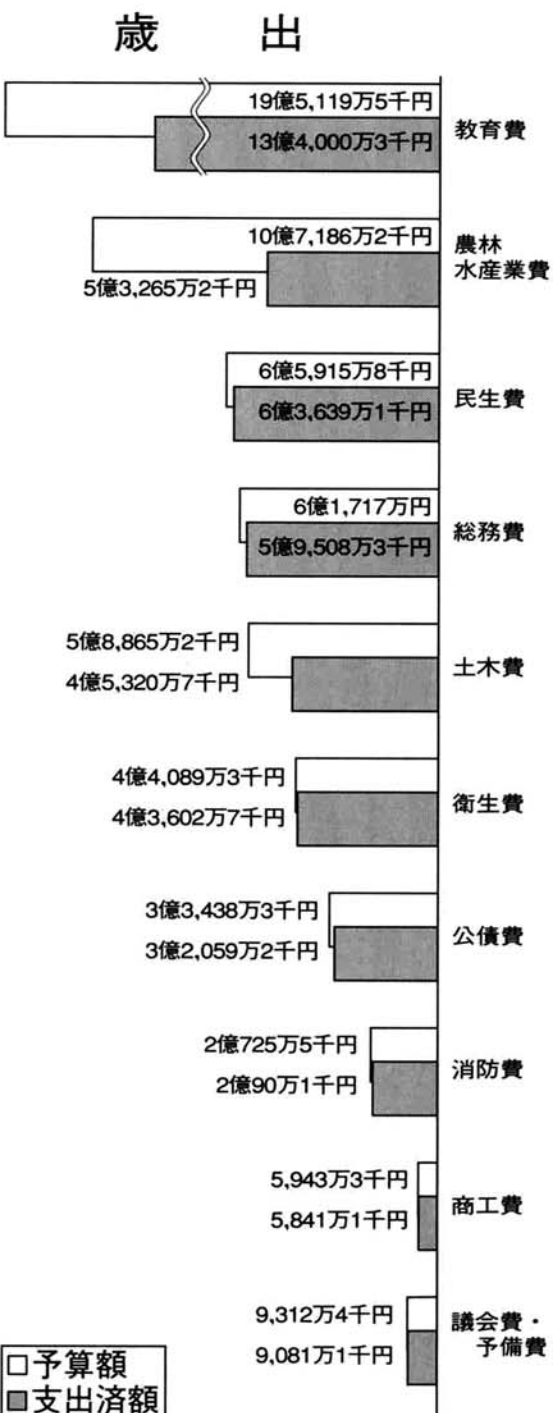 歳出
19億5,119万5千円
13億4,000万3千円
教育費
10億7,186万2千円
5億3,265万2千円
農林
水産業費
6億5,915万8千円
6億3,639万1千円
民生費
6億1,717万円
5億9,508万3千円
総務費
5億8,865万2千円
4億5,320万7千円
土木費
4億4,089万3千円
4億3,602万7千円
衛生費
3億3,438万3千円
3億2,059万2千円
公債費
2億725万5千円
2億90万1千円
消防費
5,943万3千円
5,841万1千円
商工費
9,312万4千円
9,081万1千円
議会費・
予備費
□予算額
■支出済額